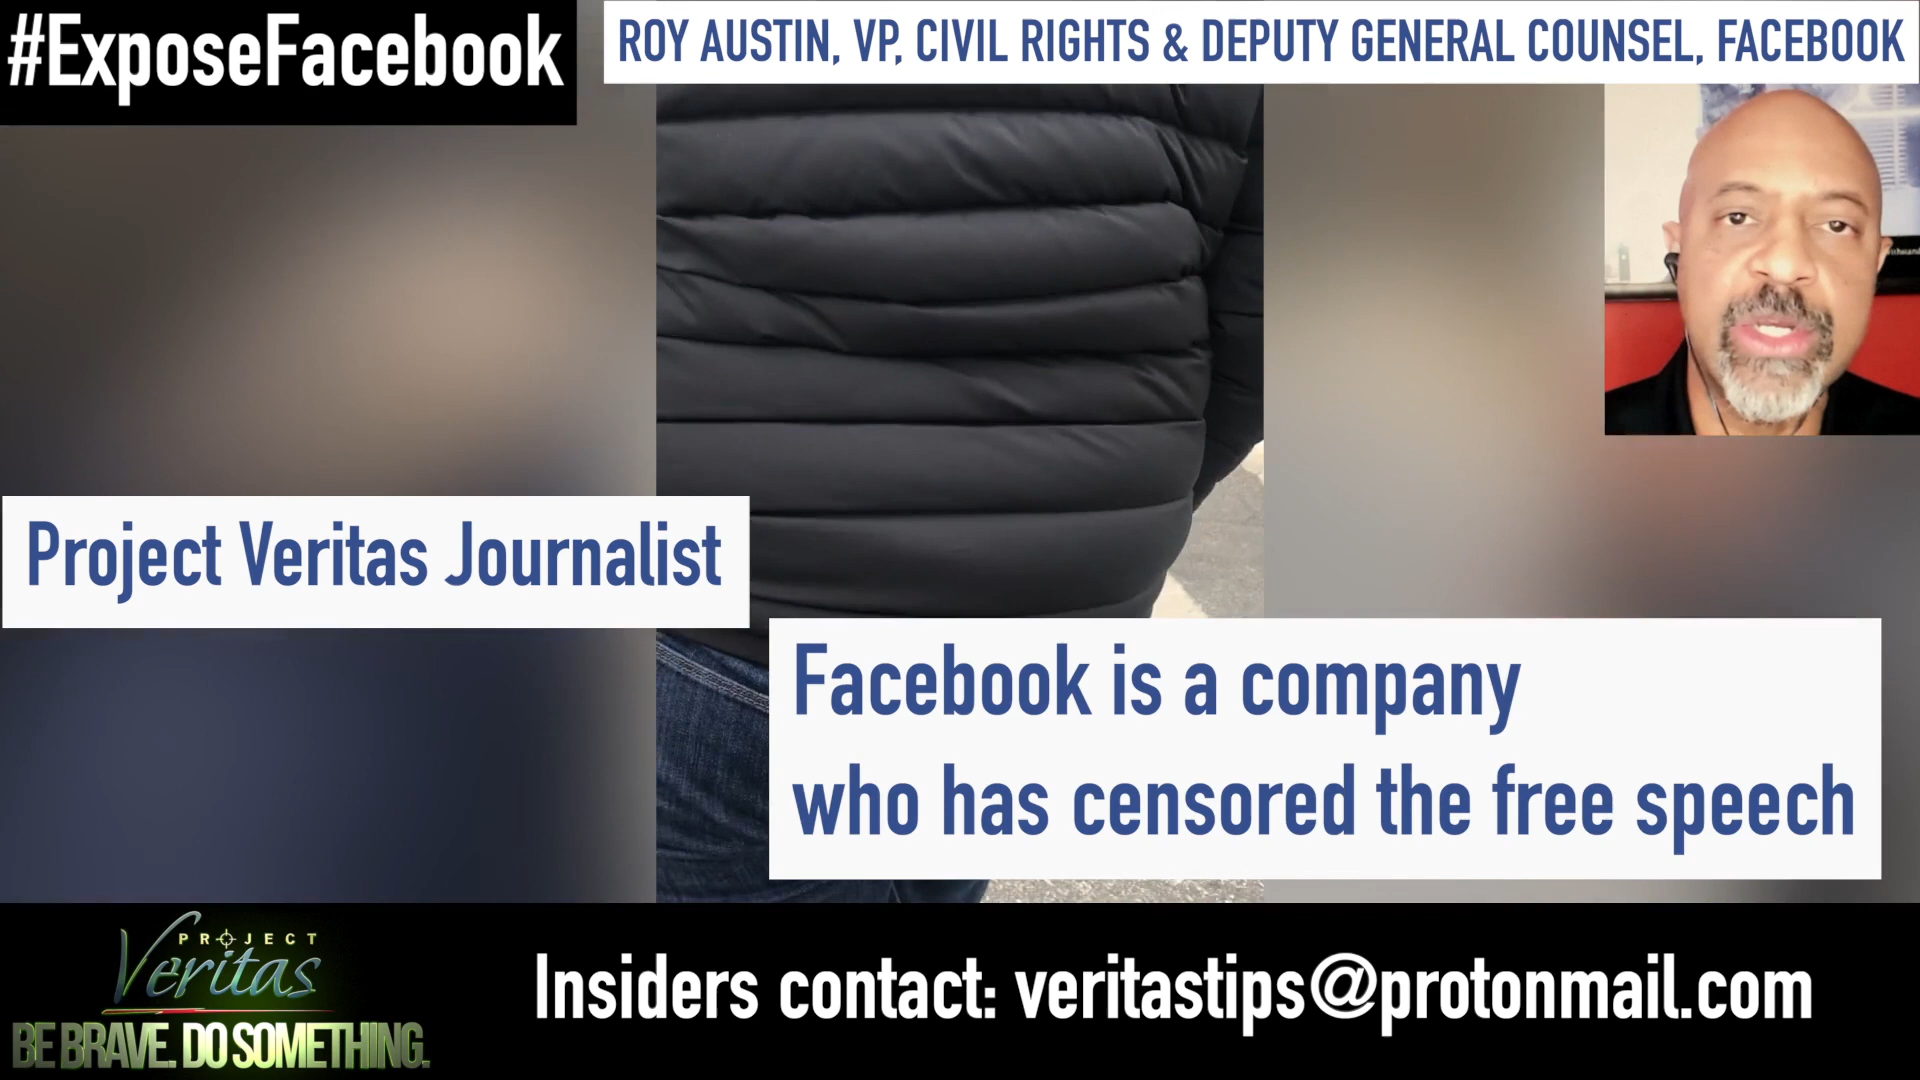 #ExposeFacebook
ROY AUSTIN, VP, CIVIL RIGHTS & DEPUTY GENERAL COUNSEL, FACEBOOK
Project Veritas Journalist
Facebook is a company
who has censored the free speech
PROJECT
Veritas
BE BRAVE. DO SOMETHING.
Insiders contact: veritastips@protonmail.com